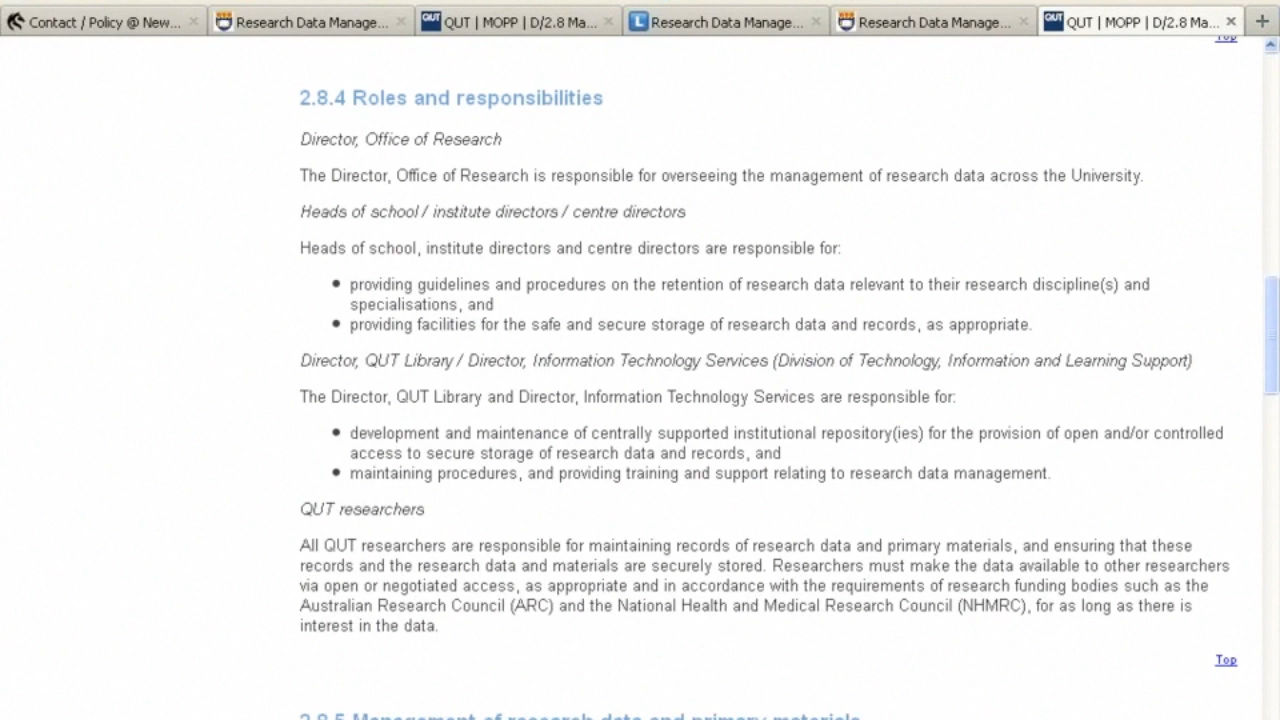 Contact / Policy @ New...
Research Data Manage...
QUT | MOPP | D/2.8 Ma...
Research Data Manage...
Research Data Manage...
QUT | MOPP | D/2.8 Ma...
Top
2.8.4 Roles and responsibilities
Director, Office of Research
The Director, Office of Research is responsible for overseeing the management of research data across the University.
Heads of school / institute directors / centre directors
Heads of school, institute directors and centre directors are responsible for:
• providing guidelines and procedures on the retention of research data relevant to their research discipline(s) and
specialisations, and
• providing facilities for the safe and secure storage of research data and records, as appropriate.
Director, QUT Library / Director, Information Technology Services (Division of Technology, Information and Learning Support)
The Director, QUT Library and Director, Information Technology Services are responsible for:
• development and maintenance of centrally supported institutional repository(ies) for the provision of open and/or controlled
access to secure storage of research data and records, and
• maintaining procedures, and providing training and support relating to research data management.
QUT researchers
All QUT researchers are responsible for maintaining records of research data and primary materials, and ensuring that these
records and the research data and materials are securely stored. Researchers must make the data available to other researchers
via open or negotiated access, as appropriate and in accordance with the requirements of research funding bodies such as the
Australian Research Council (ARC) and the National Health and Medical Research Council (NHMRC), for as long as there is
interest in the data.
Top
2.8.5 Management of research data and primary materials